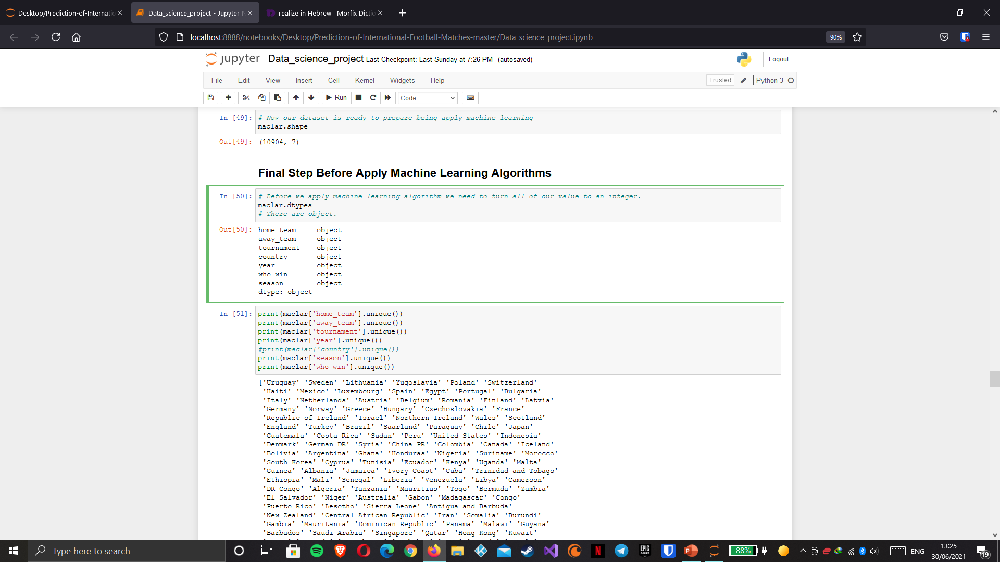 Desktop/Prediction-of-Internatio
Data_science_project - Jupyter N
realize in Hebrew | Morfix Dictio
localhost:8888/notebooks/Desktop/Prediction-of-International-Football-Matches-master/Data_science_project.ipynb
90%
jupyter
Data_science_project Last Checkpoint: Last Sunday at 7:26 PM (autosaved)
Logout
File Edit View Insert Cell Kernel Widgets Help
Trusted
Python 3
Run
Code
In [49]: # Now our dataset is ready to prepare being apply machine learning
maclar.shape
Out[49]: (10904, 7)
Final Step Before Apply Machine Learning Algorithms
In [50]: # Before we apply machine learning algorithm we need to turn all of our value to an integer.
maclar.dtypes
# There are object.
Out[50]: home_team object
away_team object
tournament object
country object
year object
who_win object
season object
dtype: object
In [51]: print(maclar['home_team'].unique())
print(maclar['away_team'].unique())
print(maclar['tournament'].unique())
print(maclar['year'].unique())
#print(maclar['country'].unique())
print(maclar['season'].unique())
print(maclar['who_win'].unique())
['Uruguay' 'Sweden' 'Lithuania' 'Yugoslavia' 'Poland' 'Switzerland'
'Haiti' 'Mexico' 'Luxembourg' 'Spain' 'Egypt' 'Portugal' 'Bulgaria'
'Italy' 'Netherlands' 'Austria' 'Belgium' 'Romania' 'Finland' 'Latvia'
'Germany' 'Norway' 'Greece' 'Hungary' 'Czechoslovakia' 'France'
'Republic of Ireland' 'Israel' 'Northern Ireland' 'Wales' 'Scotland'
'England' 'Turkey' 'Brazil' 'Saarland' 'Paraguay' 'Chile' 'Japan'
'Guatemala' 'Costa Rica' 'Sudan' 'Peru' 'United States' 'Indonesia'
'Denmark' 'German DR' 'Syria' 'China PR' 'Colombia' 'Canada' 'Iceland'
'Bolivia' 'Argentina' 'Ghana' 'Honduras' 'Nigeria' 'Suriname' 'Morocco'
'South Korea' 'Cyprus' 'Tunisia' 'Ecuador' 'Kenya' 'Uganda' 'Malta'
'Guinea' 'Albania' 'Jamaica' 'Ivory Coast' 'Cuba' 'Trinidad and Tobago'
'Ethiopia' 'Mali' 'Senegal' 'Liberia' 'Venezuela' 'Libya' 'Cameroon'
'DR Congo' 'Algeria' 'Tanzania' 'Mauritius' 'Togo' 'Bermuda' 'Zambia'
'El Salvador' 'Niger' 'Australia' 'Gabon' 'Madagascar' 'Congo'
'Puerto Rico' 'Lesotho' 'Sierra Leone' 'Antigua and Barbuda'
'New Zealand' 'Central African Republic' 'Iran' 'Somalia' 'Burundi'
'Gambia' 'Mauritania' 'Dominican Republic' 'Panama' 'Malawi' 'Guyana'
'Barbados' 'Saudi Arabia' 'Singapore' 'Qatar' 'Hong Kong' 'Kuwait'
Type here to search
EPIC GAMES
88%
ENG
13:25
30/06/2021
19